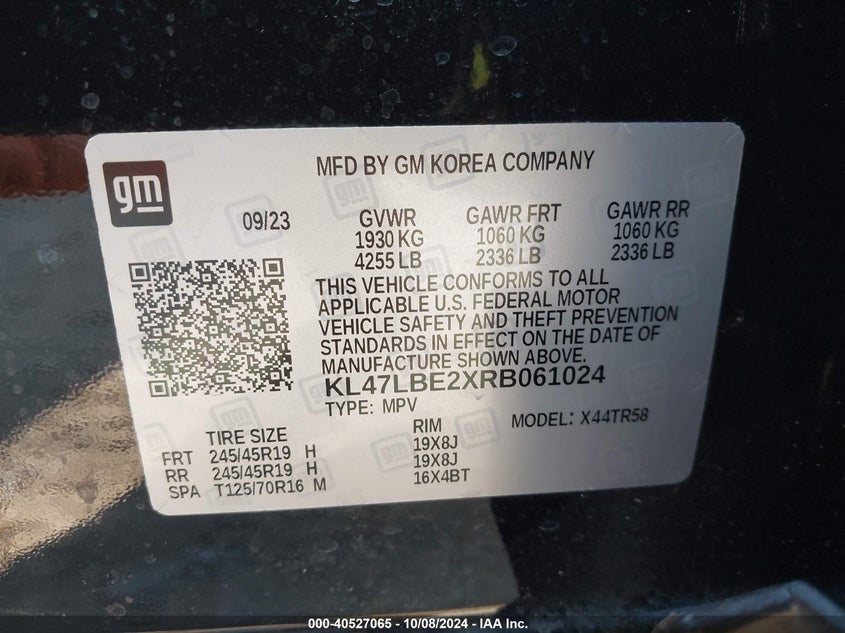 gm
MFD BY GM KOREA COMPANY
09/23
GVWR GAWR FRT GAWR RR
1930 KG 1060 KG 1060 KG
4255 LB 2336 LB 2336 LB
THIS VEHICLE CONFORMS TO ALL
APPLICABLE U.S. FEDERAL MOTOR
VEHICLE SAFETY AND THEFT PREVENTION
STANDARDS IN EFFECT ON THE DATE OF
MANUFACTURE SHOWN ABOVE.
KL47LBE2XRB061024
TYPE: MPV
MODEL: X44TR58
TIRE SIZE RIM
FRT 245/45R19 H 19X8J
RR 245/45R19 H 19X8J
SPA T125/70R16 M 16X4BT
000-40527065 - 10/08/2024 - IAA Inc.